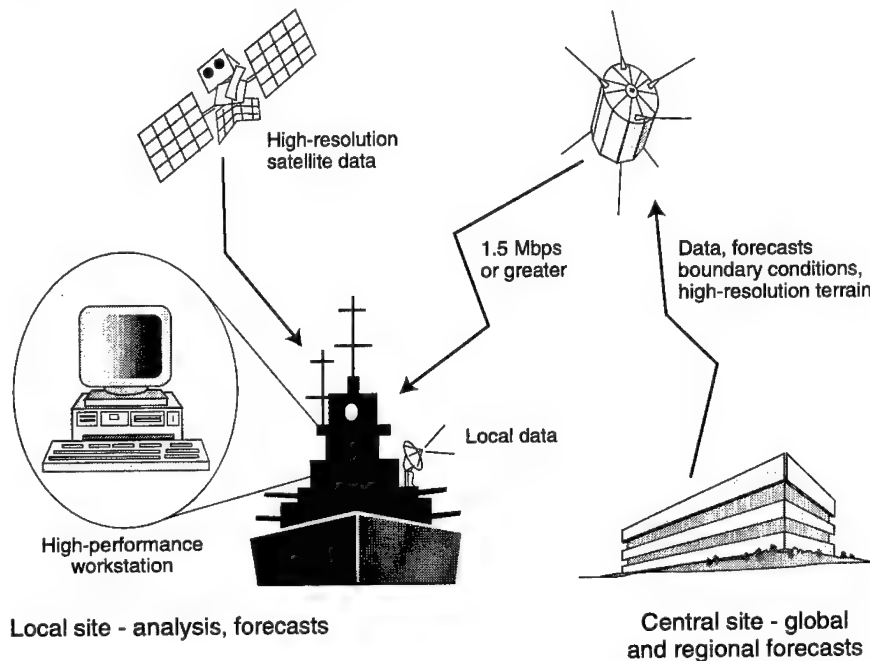 High-resolution
satellite data
1.5 Mbps
or greater
Data, forecasts
boundary conditions,
high-resolution terrain
Local data
High-performance
workstation
Local site - analysis, forecasts
Central site - global
and regional forecasts